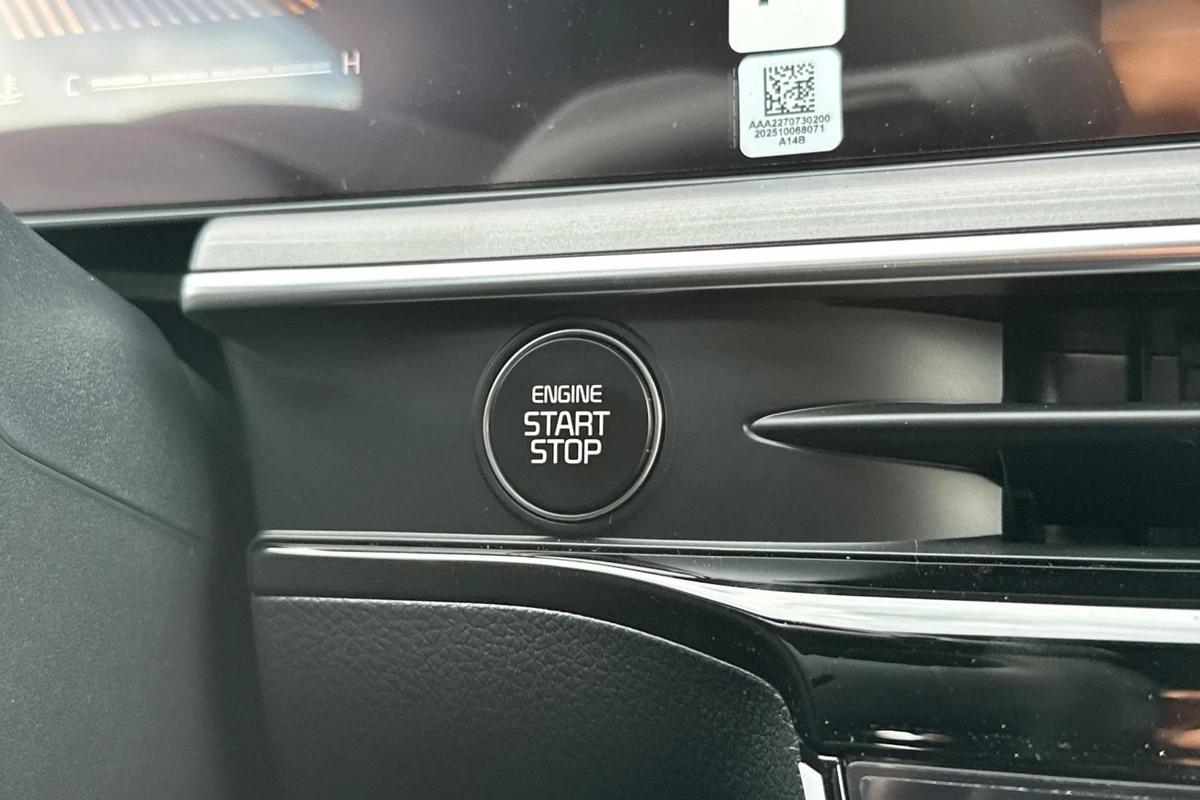 C H
AAA2270730200
202510068071
A14B
ENGINE
START
STOP